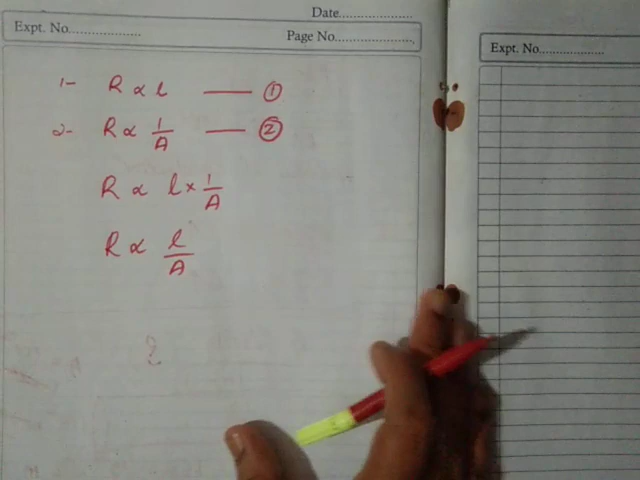 Date....................
Expt. No....................
Page No......................
1- R ∝ l —— ①
2- R ∝ 1/A —— ②
R ∝ l × 1/A
R ∝ l/A
Expt. No..................